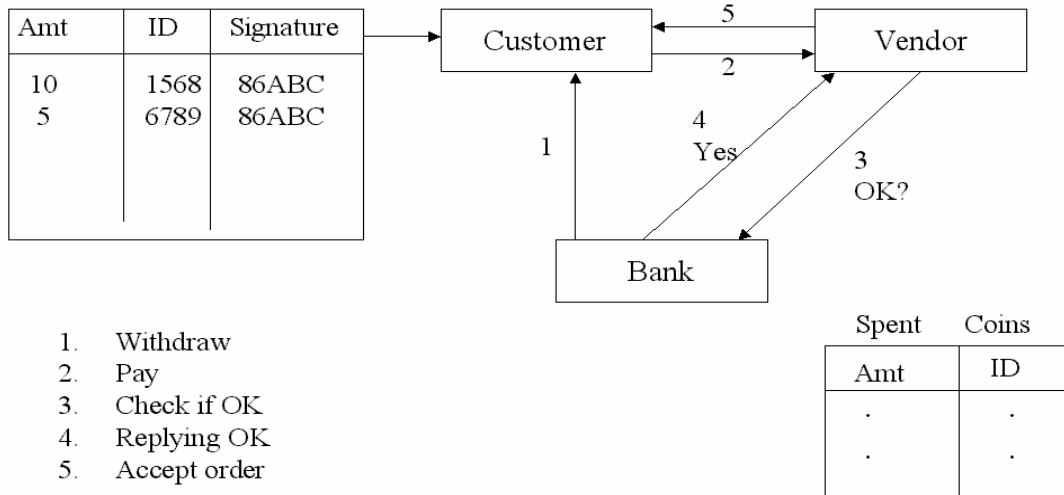 Amt ID Signature
10 1568 86ABC
5 6789 86ABC
Customer
Vendor
5
2
1
4
Yes
3
OK?
Bank
1. Withdraw
2. Pay
3. Check if OK
4. Replying OK
5. Accept order
Spent Coins
Amt ID
. .
. .